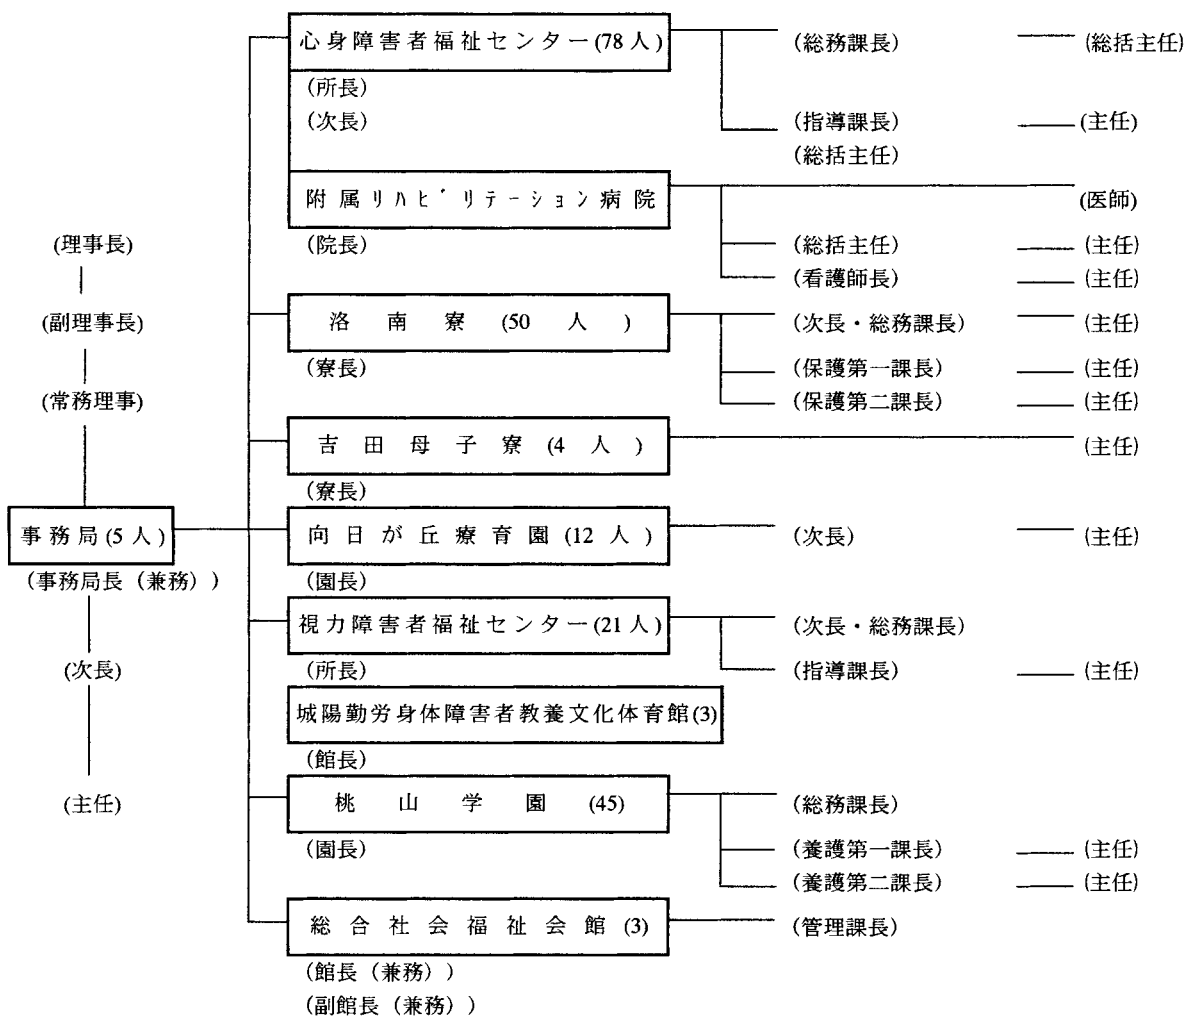 心身障害者福祉センター(78人)
(総務課長)
(総括主任)
(所長)
(次長)
(指導課長)
(主任)
(総括主任)
附属リハビリテーション病院
(医師)
(院長)
(総括主任)
(主任)
(看護師長)
(主任)
(理事長)
(副理事長)
(常務理事)
洛南寮(50人)
(次長・総務課長)
(主任)
(寮長)
(保護第一課長)
(主任)
(保護第二課長)
(主任)
吉田母子寮(4人)
(主任)
(寮長)
事務局(5人)
(事務局長(兼務))
(次長)
(主任)
向日が丘療育園(12人)
(次長)
(主任)
(園長)
視力障害者福祉センター(21人)
(次長・総務課長)
(所長)
(指導課長)
(主任)
城陽勤労身体障害者教養文化体育館(3)
(館長)
桃山学園(45)
(総務課長)
(園長)
(養護第一課長)
(主任)
(養護第二課長)
(主任)
総合社会福祉会館(3)
(管理課長)
(館長(兼務))
(副館長(兼務))